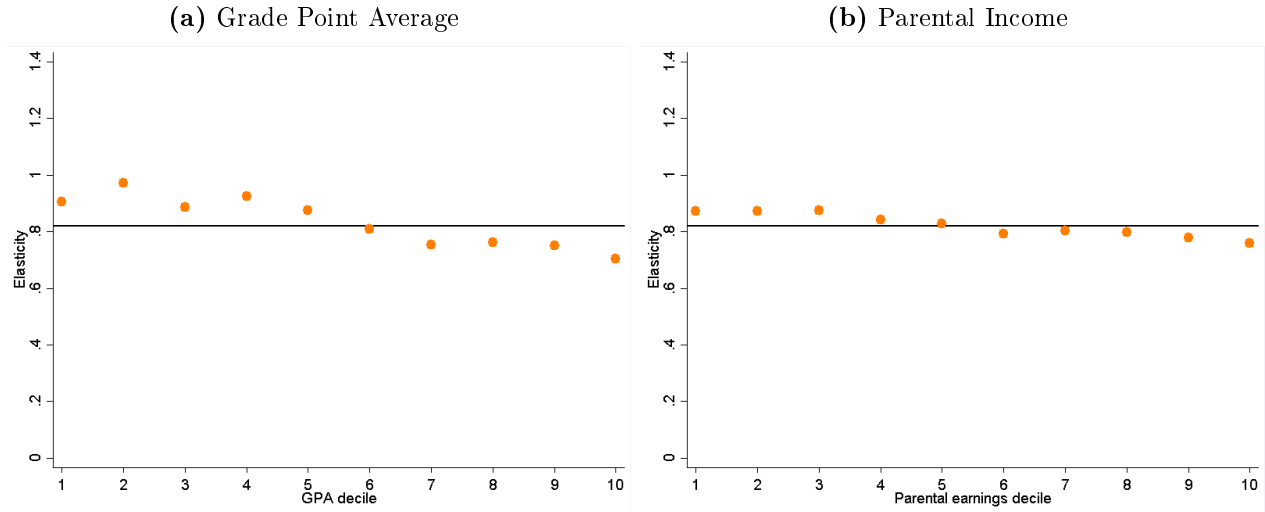 (a) Grade Point Average
Elasticity
1.4
1.2
1
.8
.6
.4
.2
0
1 2 3 4 5 6 7 8 9 10
GPA decile
(b) Parental Income
Elasticity
1.4
1.2
1
.8
.6
.4
.2
0
1 2 3 4 5 6 7 8 9 10
Parental earnings decile